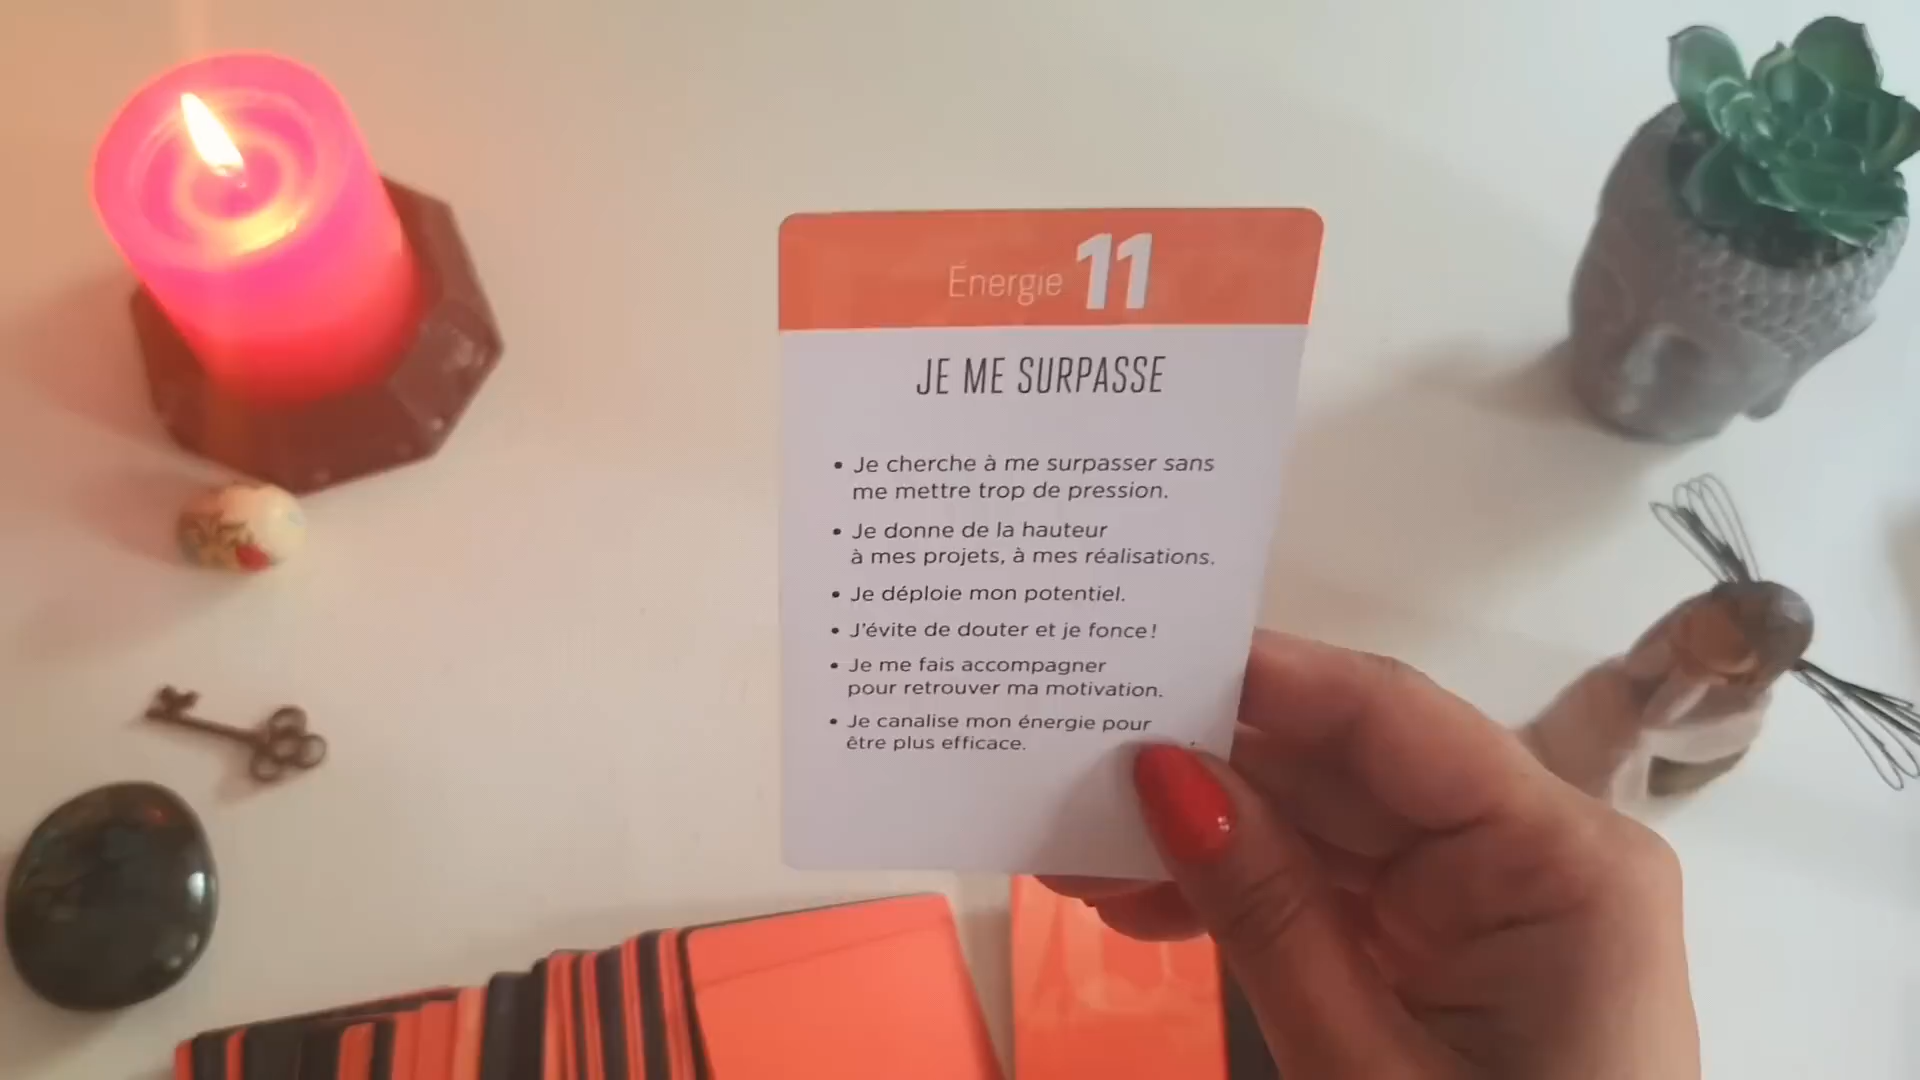 Énergie 11
JE ME SURPASSE
• Je cherche à me surpasser sans
me mettre trop de pression.
• Je donne de la hauteur
à mes projets, à mes réalisations.
• Je déploie mon potentiel.
• J'évite de douter et je fonce !
• Je me fais accompagner
pour retrouver ma motivation.
• Je canalise mon énergie pour
être plus efficace.